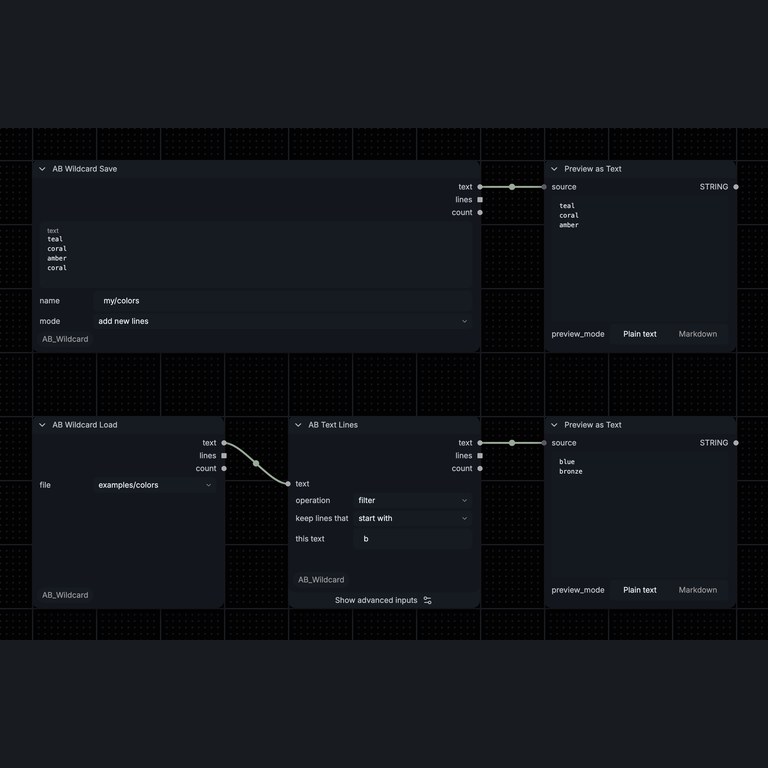 AB Wildcard Save
text
lines
count
text
teal
coral
amber
coral
name my/colors
mode add new lines
AB_Wildcard
Preview as Text
source STRING
teal
coral
amber
preview_mode Plain text Markdown
AB Wildcard Load
text
lines
count
file examples/colors
AB_Wildcard
AB Text Lines
text
lines
count
text
operation filter
keep lines that start with
this text b
AB_Wildcard
Show advanced inputs
Preview as Text
source STRING
blue
bronze
preview_mode Plain text Markdown